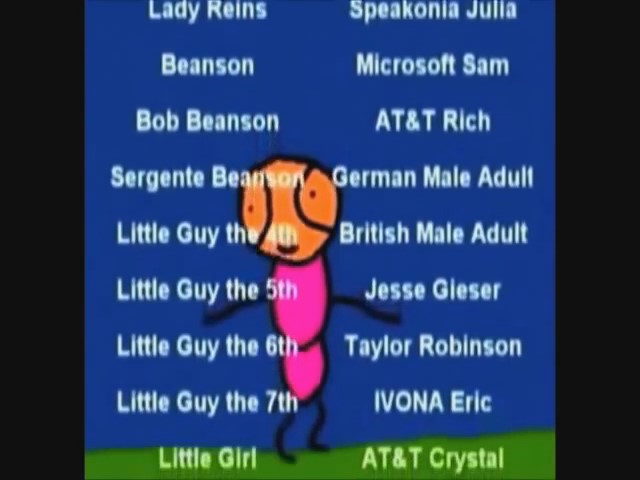 Lady Reins Speakonia Julia
Beanson Microsoft Sam
Bob Beanson AT&T Rich
Sergente Beanson German Male Adult
Little Guy the 4th British Male Adult
Little Guy the 5th Jesse Gieser
Little Guy the 6th Taylor Robinson
Little Guy the 7th IVONA Eric
Little Girl AT&T Crystal